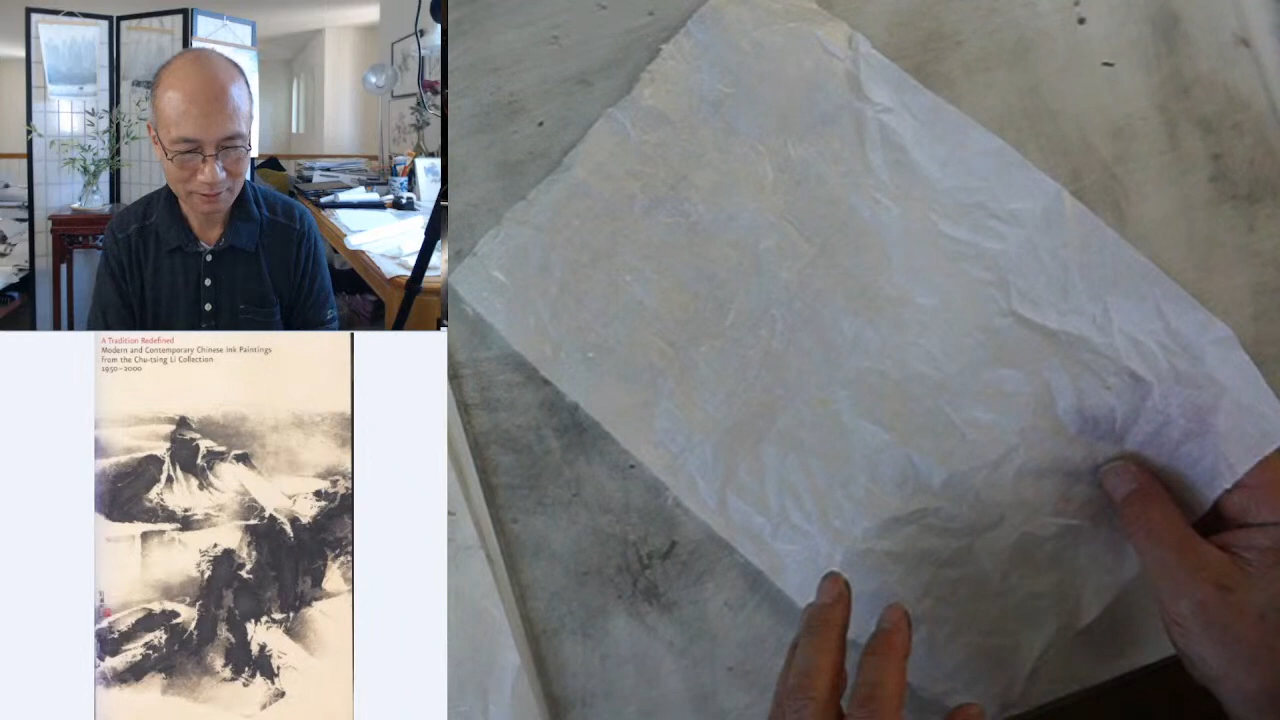 A Tradition Redefined
Modern and Contemporary Chinese Ink Paintings
from the Chu-tsing Li Collection
1950–2000